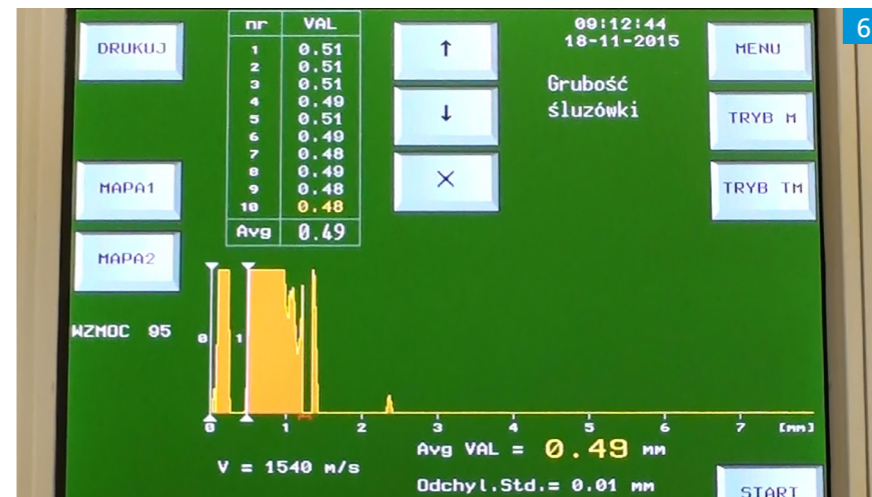 6
DRUKUJ
nr VAL
1 0.51
2 0.51
3 0.51
4 0.49
5 0.51
6 0.49
7 0.48
8 0.49
9 0.48
10 0.48
Avg 0.49
↑
↓
×
09:12:44
18-11-2015
Grubość
śluzówki
MENU
TRYB M
TRYB TM
MAPA1
MAPA2
WZMOC 95
0 1
0 1 2 3 4 5 6 7 [mm]
Avg VAL = 0.49 mm
V = 1540 m/s
Odchyl.Std.= 0.01 mm
START